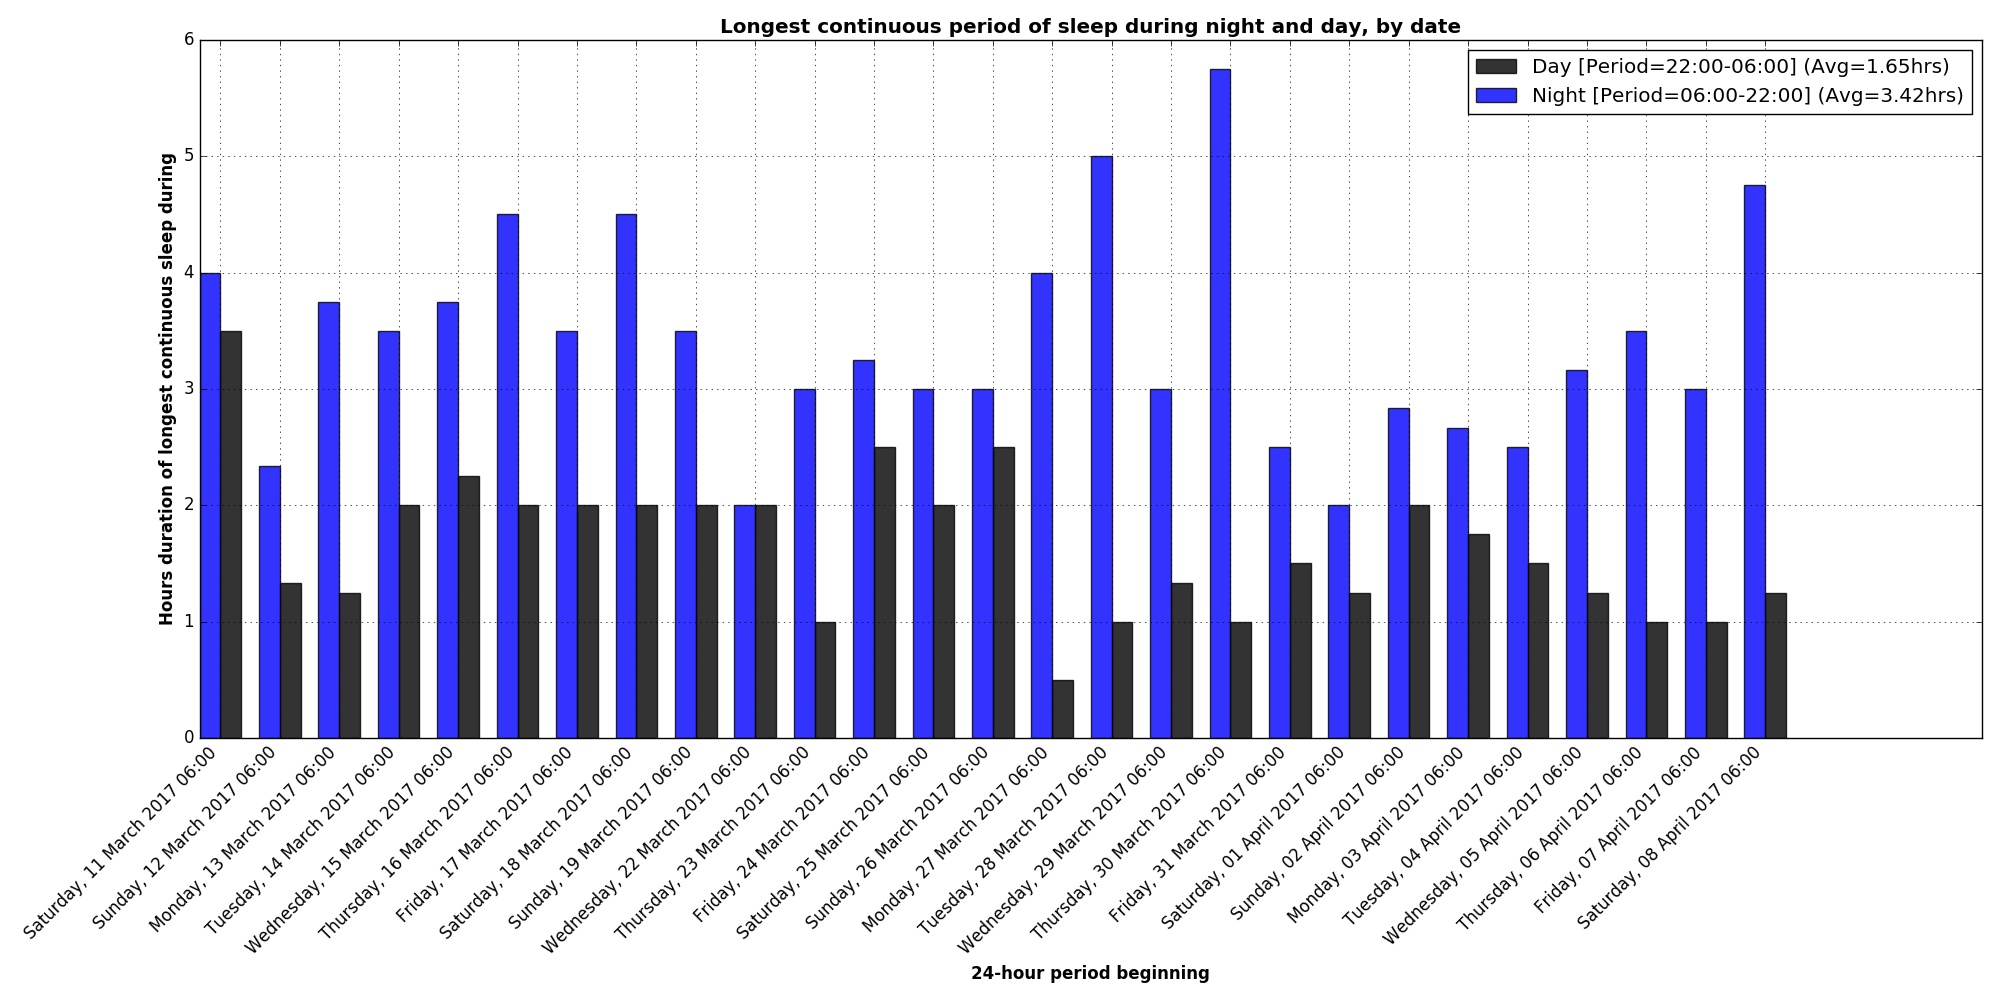 Longest continuous period of sleep during night and day, by date
6
5
4
3
2
1
0
Hours duration of longest continuous sleep during
Day [Period=22:00-06:00] (Avg=1.65hrs)
Night [Period=06:00-22:00] (Avg=3.42hrs)
Saturday, 11 March 2017 06:00
Sunday, 12 March 2017 06:00
Monday, 13 March 2017 06:00
Tuesday, 14 March 2017 06:00
Wednesday, 15 March 2017 06:00
Thursday, 16 March 2017 06:00
Friday, 17 March 2017 06:00
Saturday, 18 March 2017 06:00
Sunday, 19 March 2017 06:00
Wednesday, 22 March 2017 06:00
Thursday, 23 March 2017 06:00
Friday, 24 March 2017 06:00
Saturday, 25 March 2017 06:00
Sunday, 26 March 2017 06:00
Monday, 27 March 2017 06:00
Tuesday, 28 March 2017 06:00
Wednesday, 29 March 2017 06:00
Thursday, 30 March 2017 06:00
Friday, 31 March 2017 06:00
Saturday, 01 April 2017 06:00
Sunday, 02 April 2017 06:00
Monday, 03 April 2017 06:00
Tuesday, 04 April 2017 06:00
Wednesday, 05 April 2017 06:00
Thursday, 06 April 2017 06:00
Friday, 07 April 2017 06:00
Saturday, 08 April 2017 06:00
24-hour period beginning